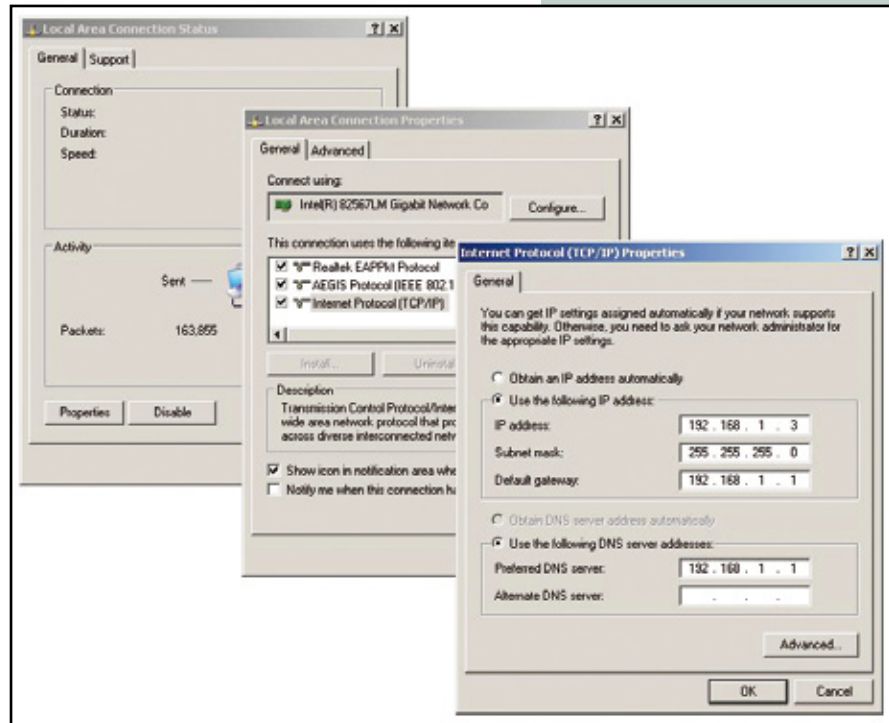 Local Area Connection Status
General Support
Connection
Status:
Duration:
Speed:
Activity
Sent
Packets: 163,855
Properties Disable
Local Area Connection Properties
General Advanced
Connect using:
Intel(R) 82567LM Gigabit Network Co Configure...
This connection uses the following ite
Realtek EAPPkt Protocol
AEGIS Protocol (IEEE 802.1
Internet Protocol (TCP/IP)
Install... Uninstal
Description
Transmission Control Protocol/Inter
wide area network protocol that pro
across diverse interconnected netw
Show icon in notification area whe
Notify me when this connection ha
Internet Protocol (TCP/IP) Properties
General
You can get IP settings assigned automatically if your network supports
this capability. Otherwise, you need to ask your network administrator for
the appropriate IP settings.
Obtain an IP address automatically
Use the following IP address:
IP address: 192 . 168 . 1 . 3
Subnet mask: 255 . 255 . 255 . 0
Default gateway: 192 . 168 . 1 . 1
Obtain DNS server address automatically
Use the following DNS server addresses:
Preferred DNS server: 192 . 168 . 1 . 1
Alternate DNS server: . . .
Advanced...
OK Cancel